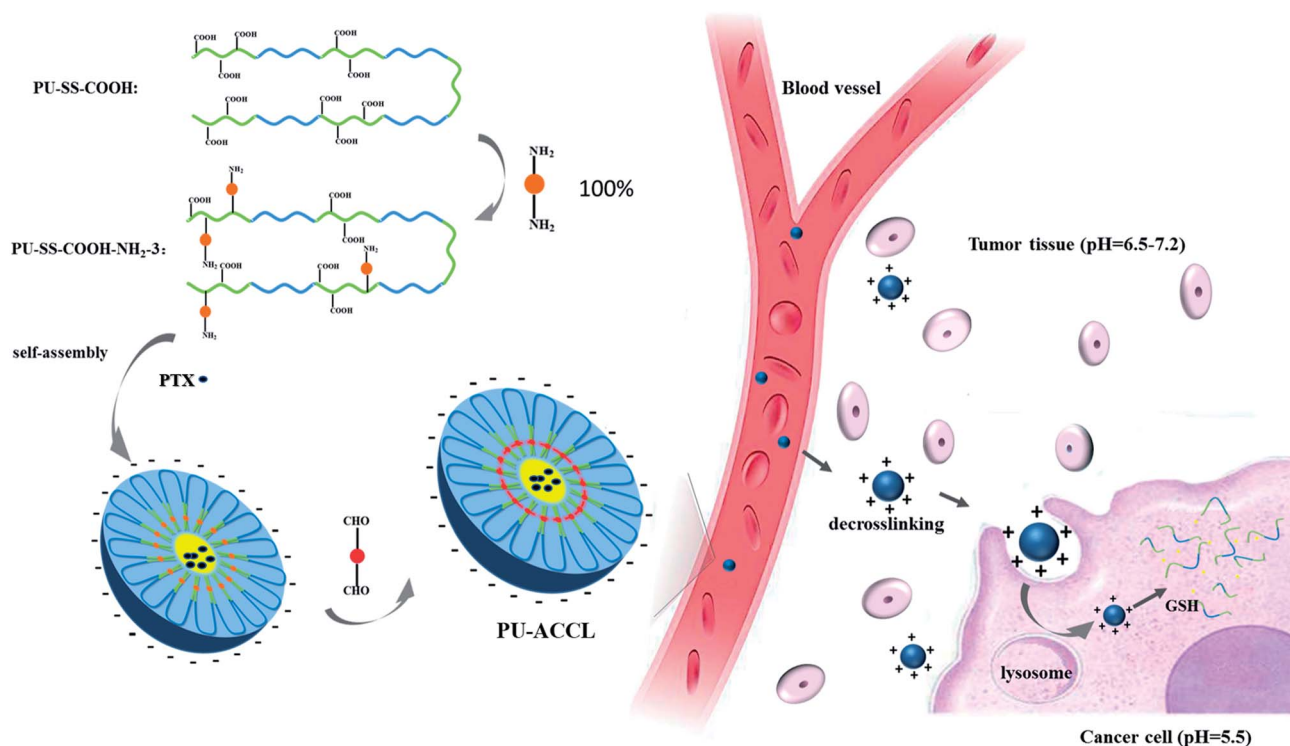 COOH COOH COOH
PU-SS-COOH:
COOH COOH
COOH COOH COOH
COOH COOH
NH2
NH2
100%
NH2
COOH COOH
PU-SS-COOH-NH2-3:
NH2 COOH COOH NH2
COOH
COOH
NH2
self-assembly
PTX
CHO
CHO
PU-ACCL
Blood vessel
Tumor tissue (pH=6.5-7.2)
decrosslinking
GSH
lysosome
Cancer cell (pH=5.5)